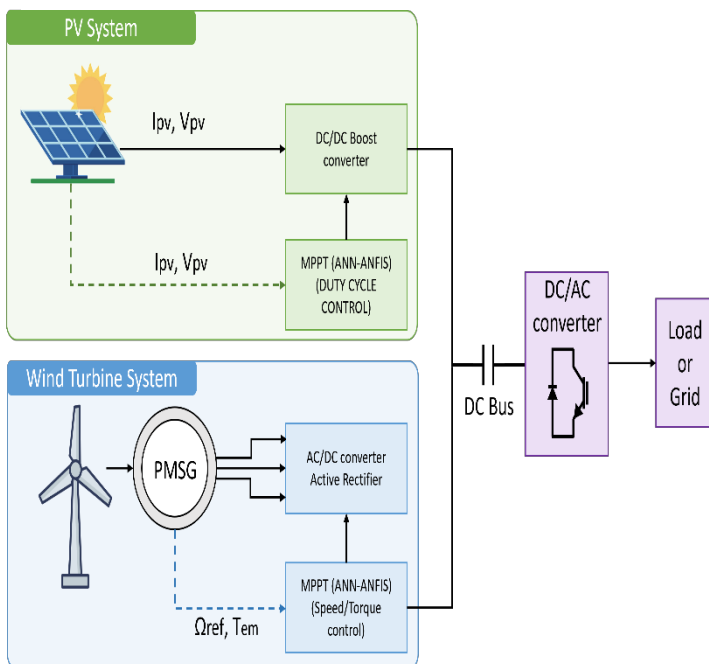 PV System
Ipv, Vpv
DC/DC Boost
converter
Ipv, Vpv
MPPT (ANN-ANFIS)
(DUTY CYCLE
CONTROL)
Wind Turbine System
PMSG
AC/DC converter
Active Rectifier
Ωref, Tem
MPPT (ANN-ANFIS)
(Speed/Torque
control)
DC Bus
DC/AC
converter
Load
or
Grid